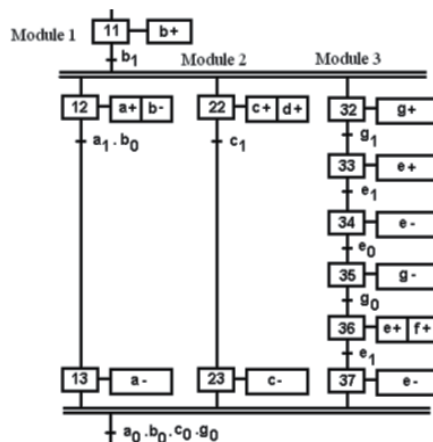 Module 1
11 b+
b₁
Module 2
Module 3
12 a+ b-
22 c+ d+
32 g+
a₁ . b₀
c₁
g₁
33 e+
e₁
34 e-
e₀
35 g-
g₀
36 e+ f+
e₁
13 a-
23 c-
37 e-
a₀ . b₀ . c₀ . g₀